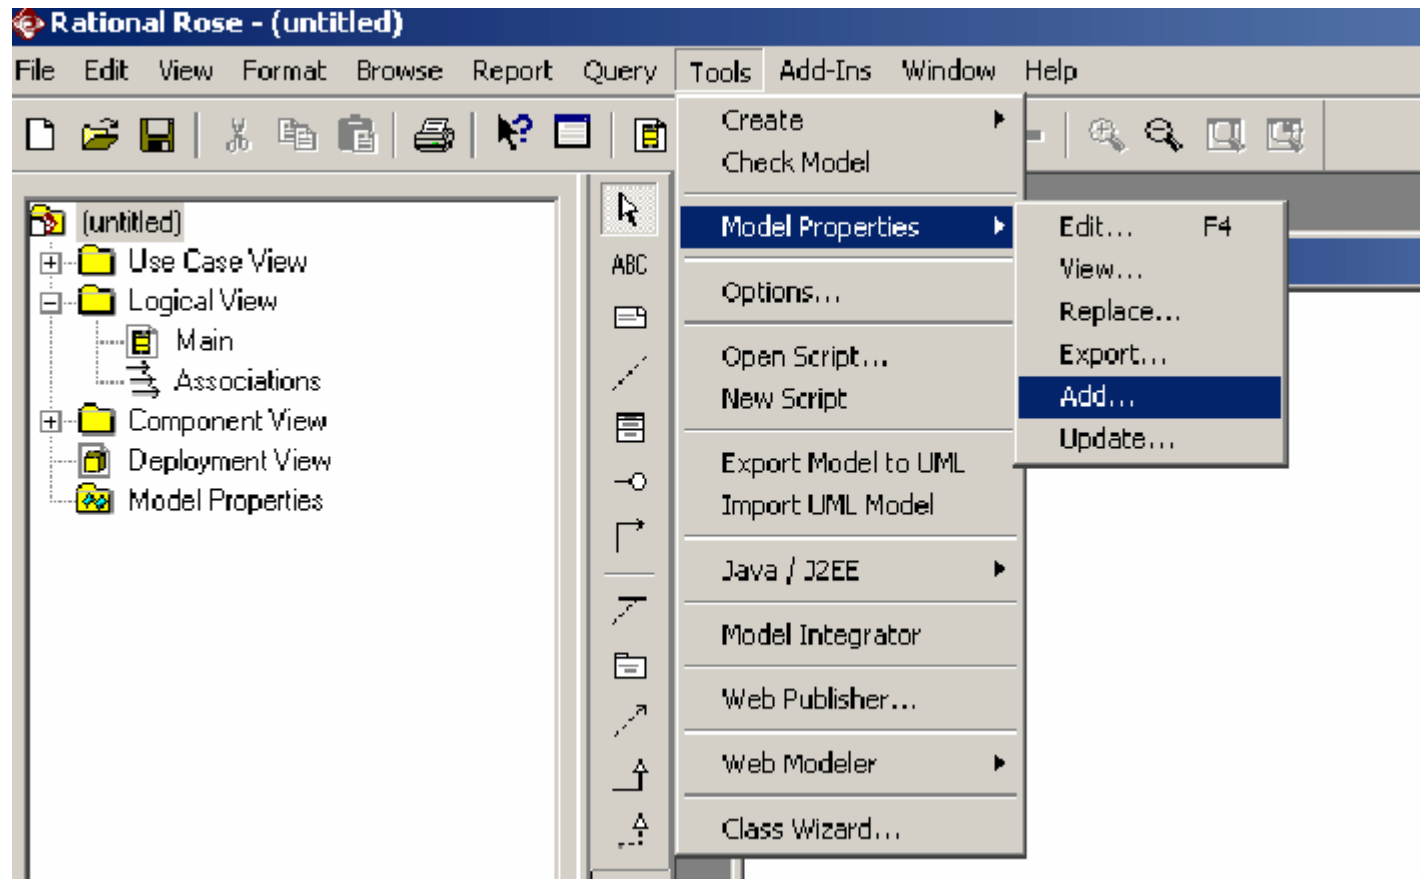 Rational Rose - (untitled)
File Edit View Format Browse Report Query Tools Add-Ins Window Help
Create
Check Model
Model Properties
Options...
Open Script...
New Script
Export Model to UML
Import UML Model
Java / J2EE
Model Integrator
Web Publisher...
Web Modeler
Class Wizard...
Edit... F4
View...
Replace...
Export...
Add...
Update...
(untitled)
Use Case View
Logical View
Main
Associations
Component View
Deployment View
Model Properties
ABC